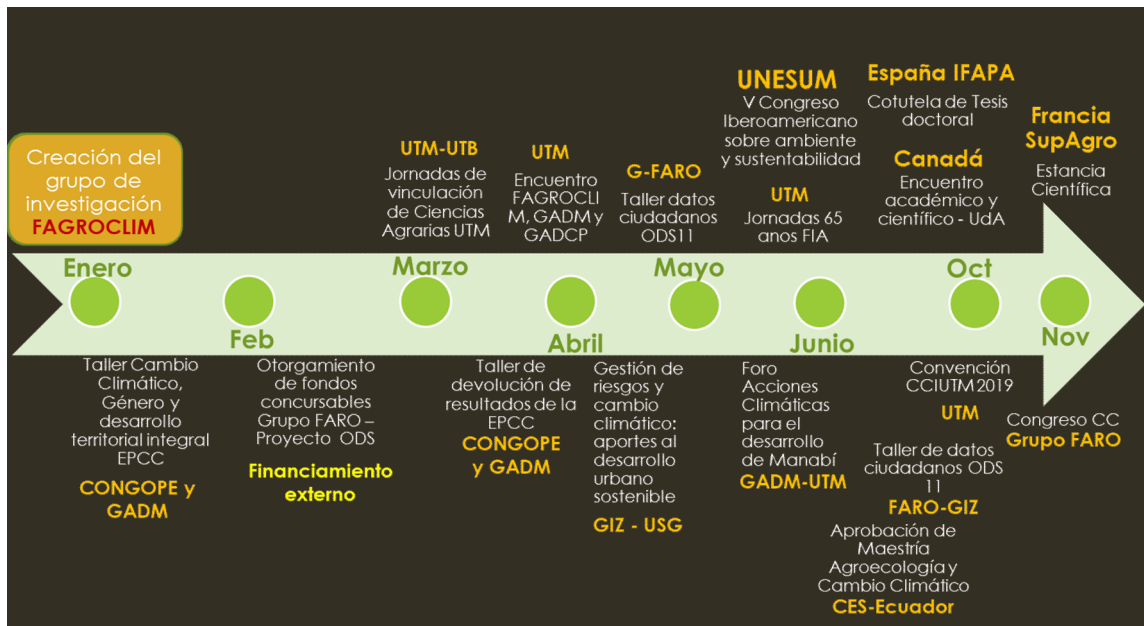 Creación del
grupo de
investigación
FAGROCLIM
UTM-UTB
Jornadas de
vinculación
de Ciencias
Agrarias UTM
UTM
Encuentro
FAGROCLI
M, GADM y
GADCP
G-FARO
Taller datos
ciudadanos
ODS11
UNESUM
V Congreso
Iberoamericano
sobre ambiente
y sustentabilidad
UTM
Jornadas 65
anos FIA
España IFAPA
Cotutela de Tesis
doctoral
Canadá
Encuentro
académico y
científico - UdA
Francia
SupAgro
Estancia
Científica
Enero
Feb
Marzo
Abril
Mayo
Junio
Oct
Nov
Taller Cambio
Climático,
Género y
desarrollo
territorial integral
EPCC
CONGOPE y
GADM
Otorgamiento
de fondos
concursables
Grupo FARO –
Proyecto ODS
Financiamiento
externo
Taller de
devolución de
resultados de la
EPCC
CONGOPE
y GADM
Gestión de
riesgos y
cambio
climático:
aportes al
desarrollo
urbano
sostenible
GIZ - USG
Foro
Acciones
Climáticas
para el
desarrollo
de Manabí
GADM-UTM
Convención
CCIUTM2019
UTM
Taller de datos
ciudadanos ODS
11
FARO-GIZ
Aprobación de
Maestría
Agroecología y
Cambio Climático
CES-Ecuador
Congreso CC
Grupo FARO